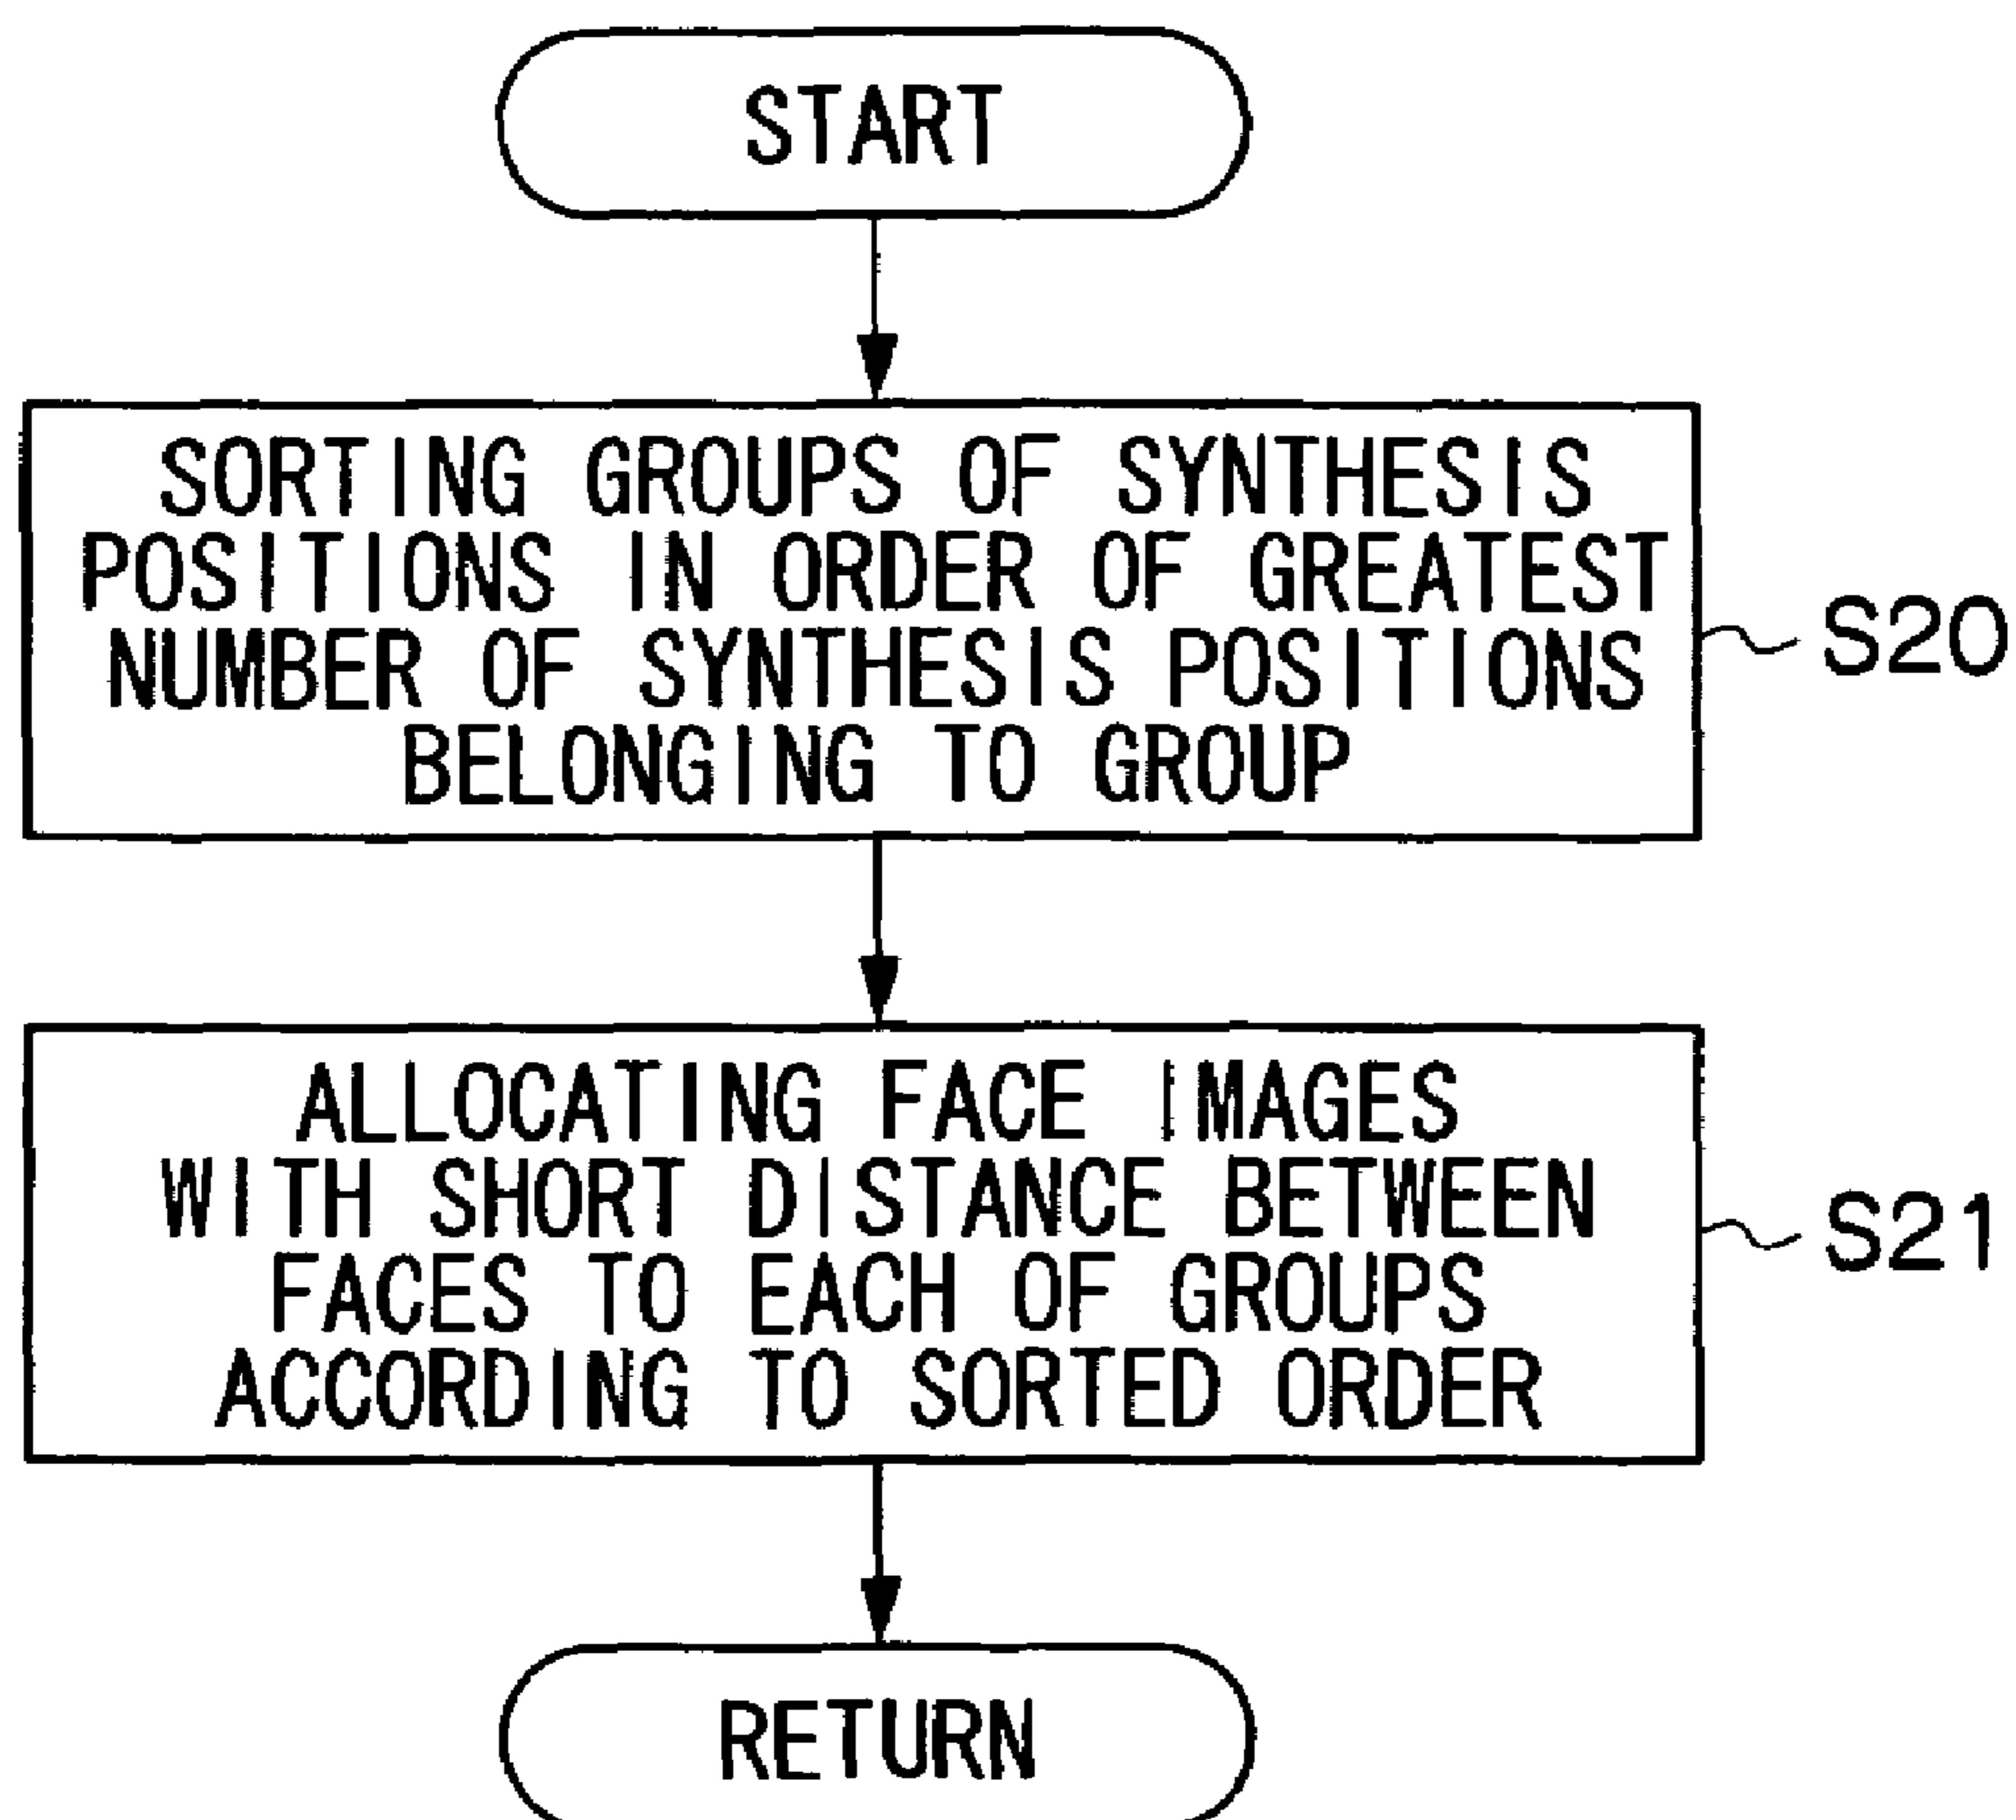 START
SORTING GROUPS OF SYNTHESIS
POSITIONS IN ORDER OF GREATEST
NUMBER OF SYNTHESIS POSITIONS
BELONGING TO GROUP
S20
ALLOCATING FACE IMAGES
WITH SHORT DISTANCE BETWEEN
FACES TO EACH OF GROUPS
ACCORDING TO SORTED ORDER
S21
RETURN